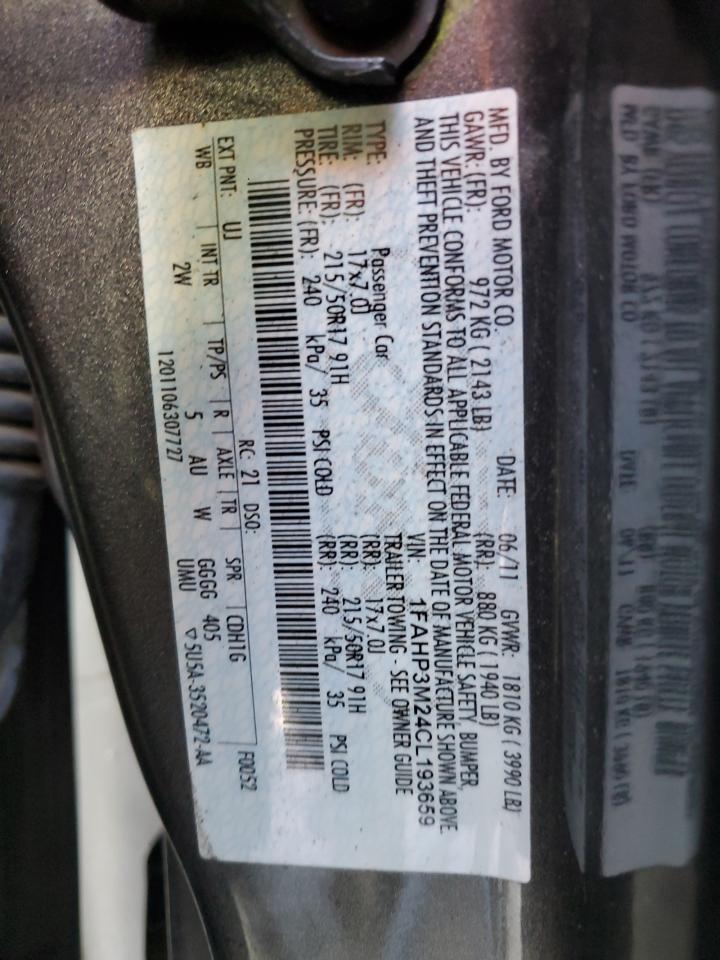 MFD. BY FORD MOTOR CO. DATE: 06/11 GVWR: 1810 KG ( 3990 LB)
GAWR: (FR): 972 KG ( 2143 LB) (RR): 880 KG ( 1940 LB)
THIS VEHICLE CONFORMS TO ALL APPLICABLE FEDERAL MOTOR VEHICLE SAFETY BUMPER,
AND THEFT PREVENTION STANDARDS IN EFFECT ON THE DATE OF MANUFACTURE SHOWN ABOVE.
VIN: 1FAHP3M24CL193659
TYPE: Passenger Car TRAILER TOWING - SEE OWNER GUIDE
RIM: (FR): 17x7.0J (RR): 17x7.0J
TIRE: (FR): 215/50R17 91H (RR): 215/50R17 91H
PRESSURE: (FR): 240 kPa/ 35 PSI COLD (RR): 240 kPa/ 35 PSI COLD
F0052
EXT PNT: UJ RC: 21 DSO:
WB | INT TR | TP/PS | R | AXLE | TR | SPR | CDH1G
2W 5 AU W GGGG 405
UMU
1201106307727 ▽5U5A-3520472-AA